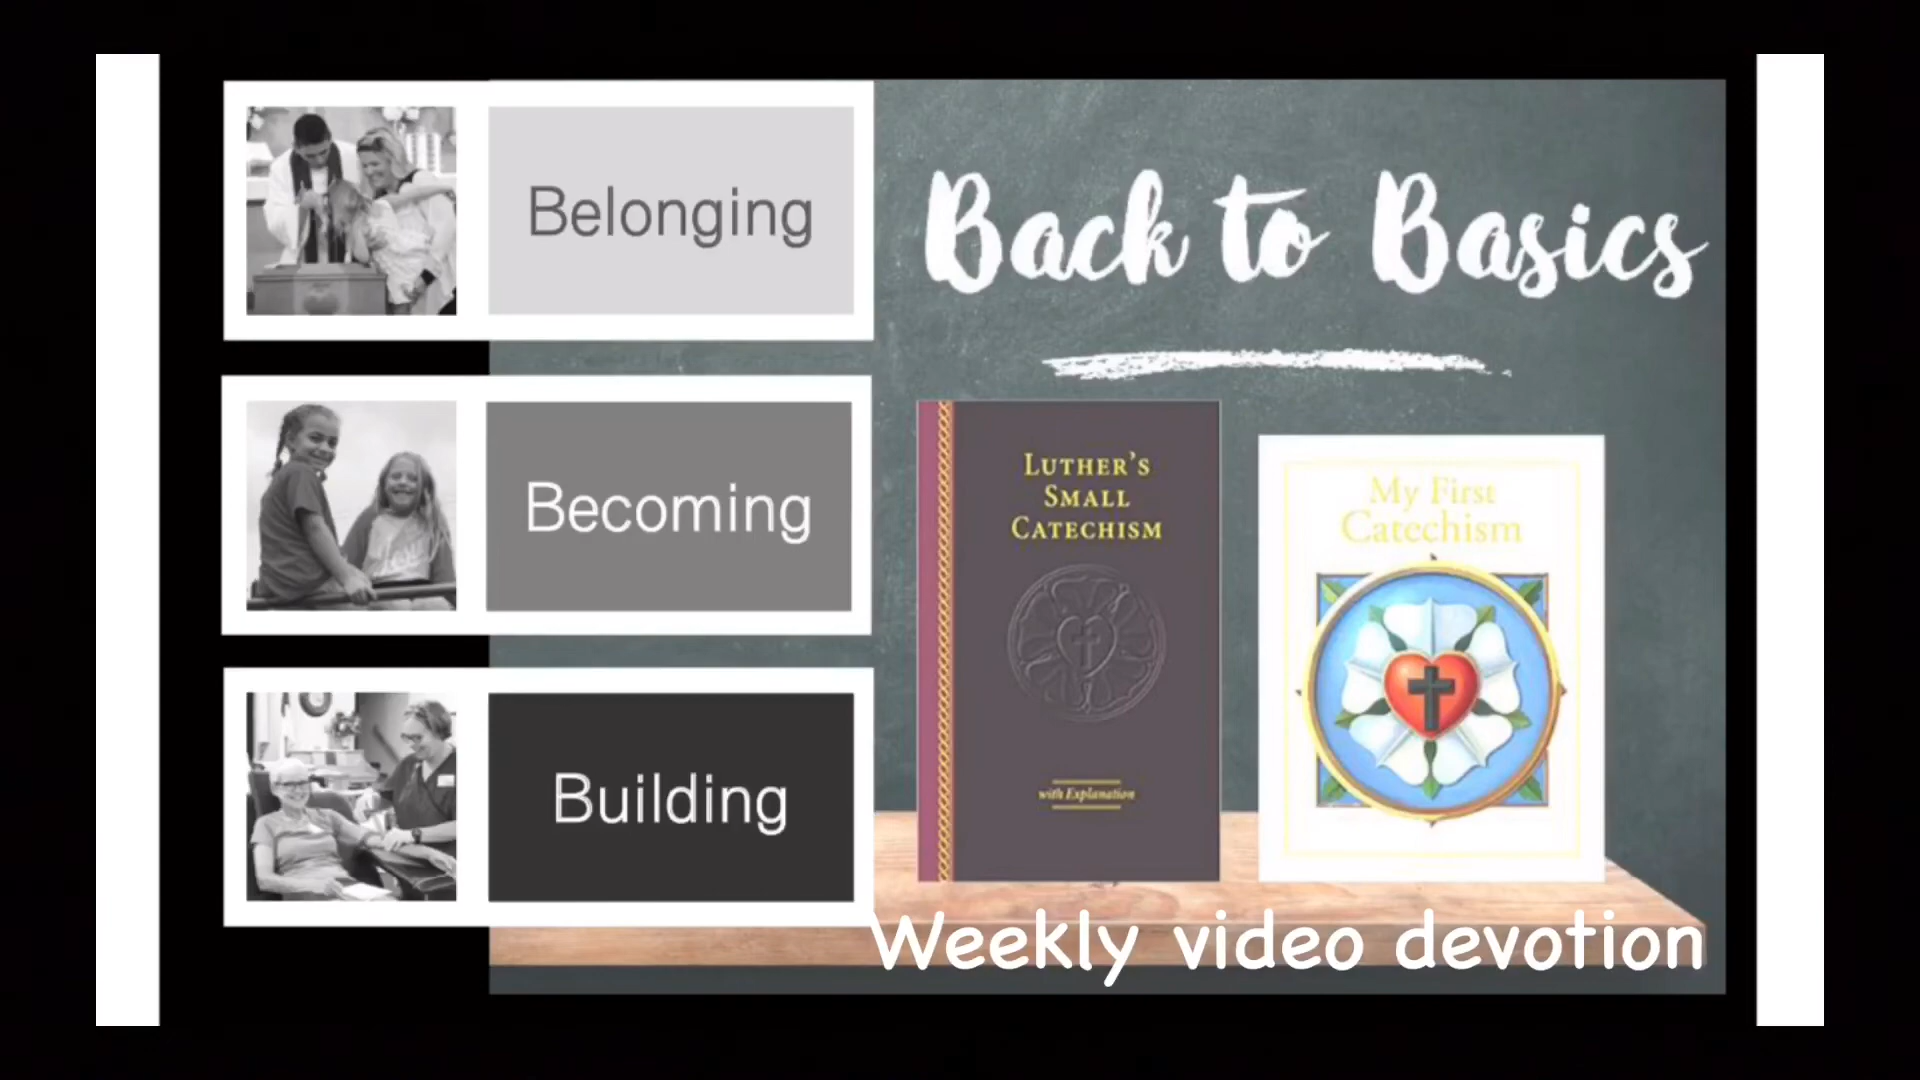 Belonging
Becoming
Building
Back to Basics
LUTHER'S
SMALL
CATECHISM
with Explanation
My First
Catechism
Weekly video devotion